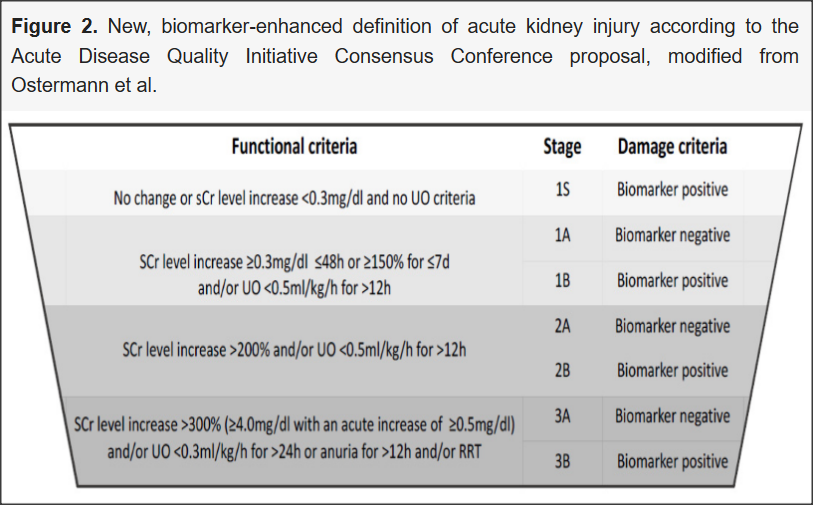 Figure 2. New, biomarker-enhanced definition of acute kidney injury according to the
Acute Disease Quality Initiative Consensus Conference proposal, modified from
Ostermann et al.
Functional criteria Stage Damage criteria
No change or sCr level increase <0.3mg/dl and no UO criteria 1S Biomarker positive
SCr level increase ≥0.3mg/dl ≤48h or ≥150% for ≤7d
and/or UO <0.5ml/kg/h for >12h
1A Biomarker negative
1B Biomarker positive
SCr level increase >200% and/or UO <0.5ml/kg/h for >12h
2A Biomarker negative
2B Biomarker positive
SCr level increase >300% (≥4.0mg/dl with an acute increase of ≥0.5mg/dl)
and/or UO <0.3ml/kg/h for >24h or anuria for >12h and/or RRT
3A Biomarker negative
3B Biomarker positive